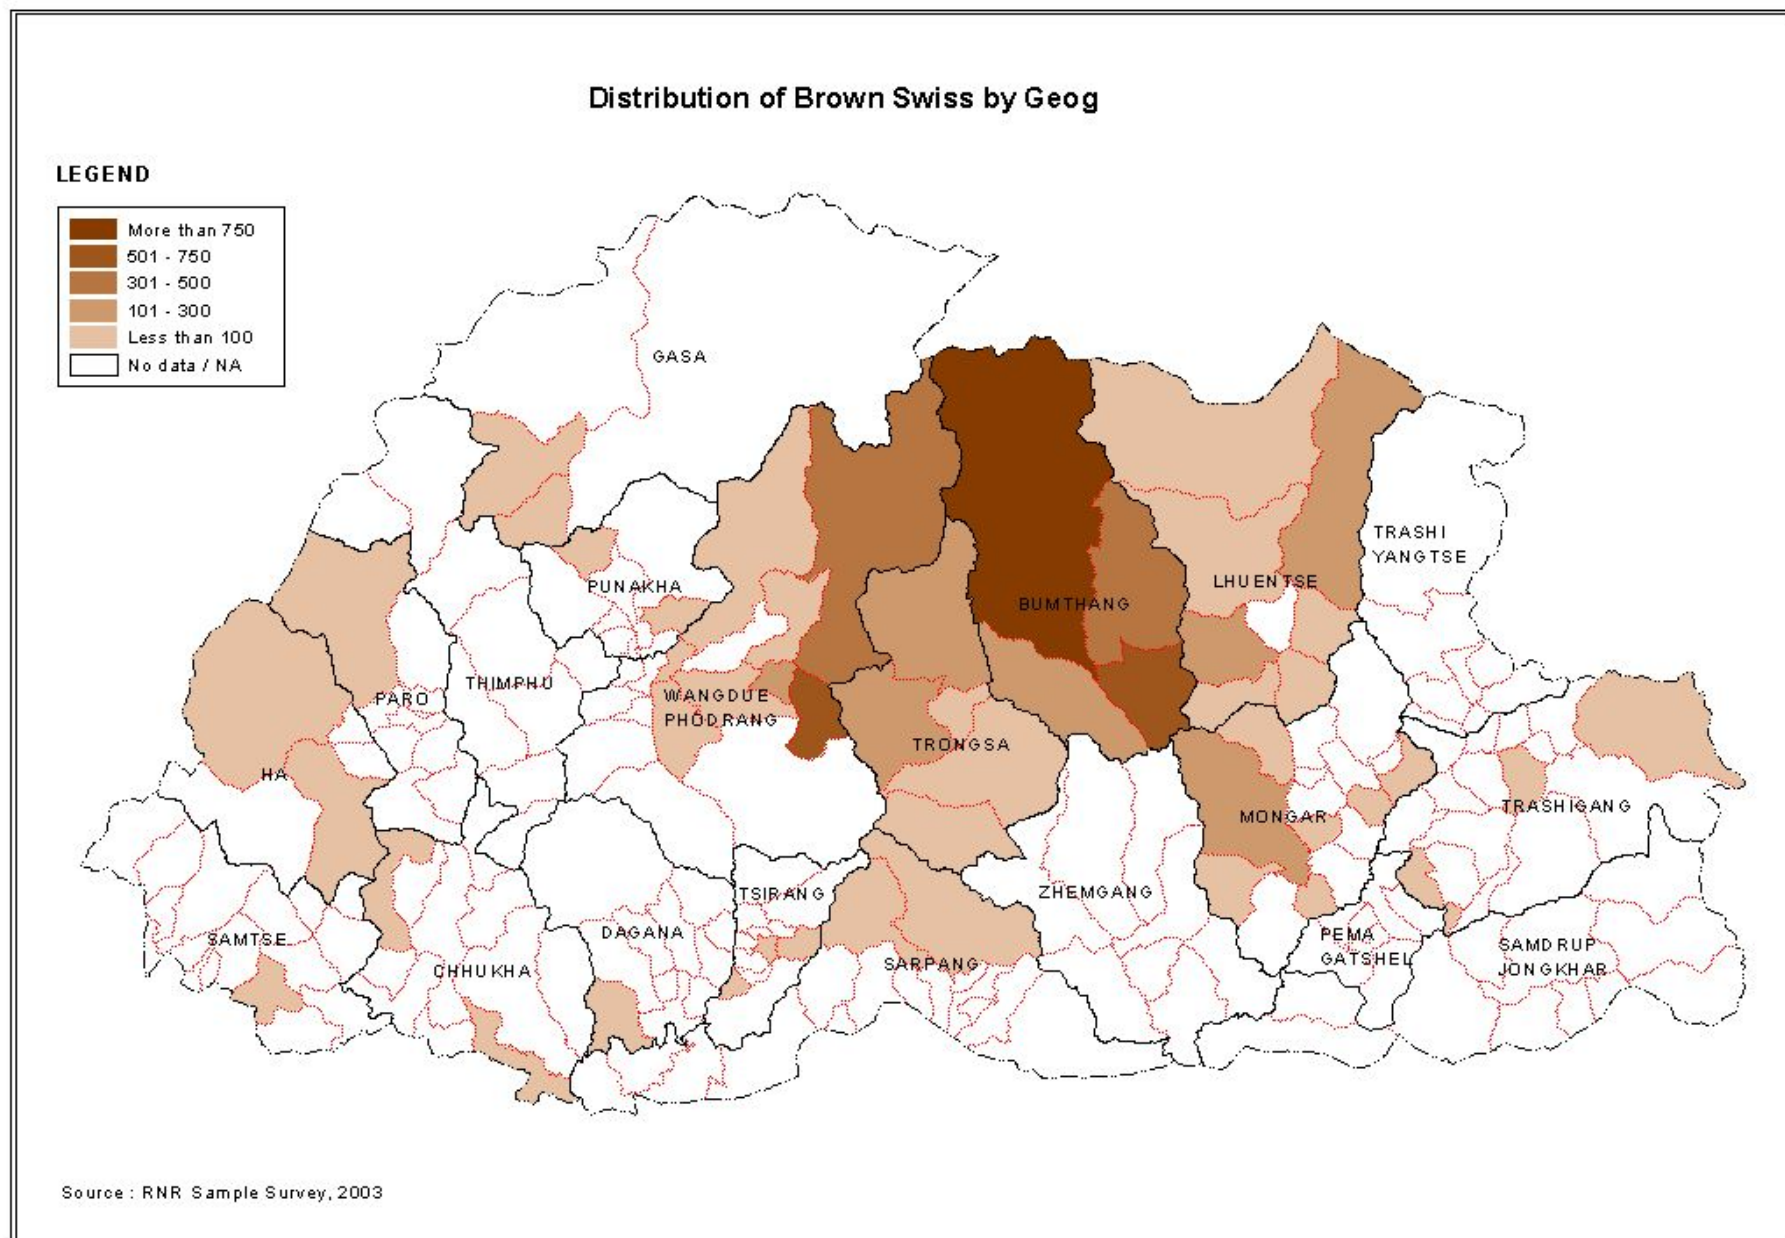 Distribution of Brown Swiss by Geog
LEGEND
More than 750
501 - 750
301 - 500
101 - 300
Less than 100
No data / NA
GASA
TRASHI
YANGTSE
PUNAKHA
LHUENTSE
BUMTHANG
THIMPHU
PARO
WANGDUE
PHODRANG
TRONGSA
HA
TRASHIGANG
MONGAR
TSIRANG
ZHEMGANG
DAGANA
SAMTSE
PEMA
GATSHEL
SAMDRUP
JONGKHAR
CHHUKHA
SARPANG
Source : RNR Sample Survey, 2003